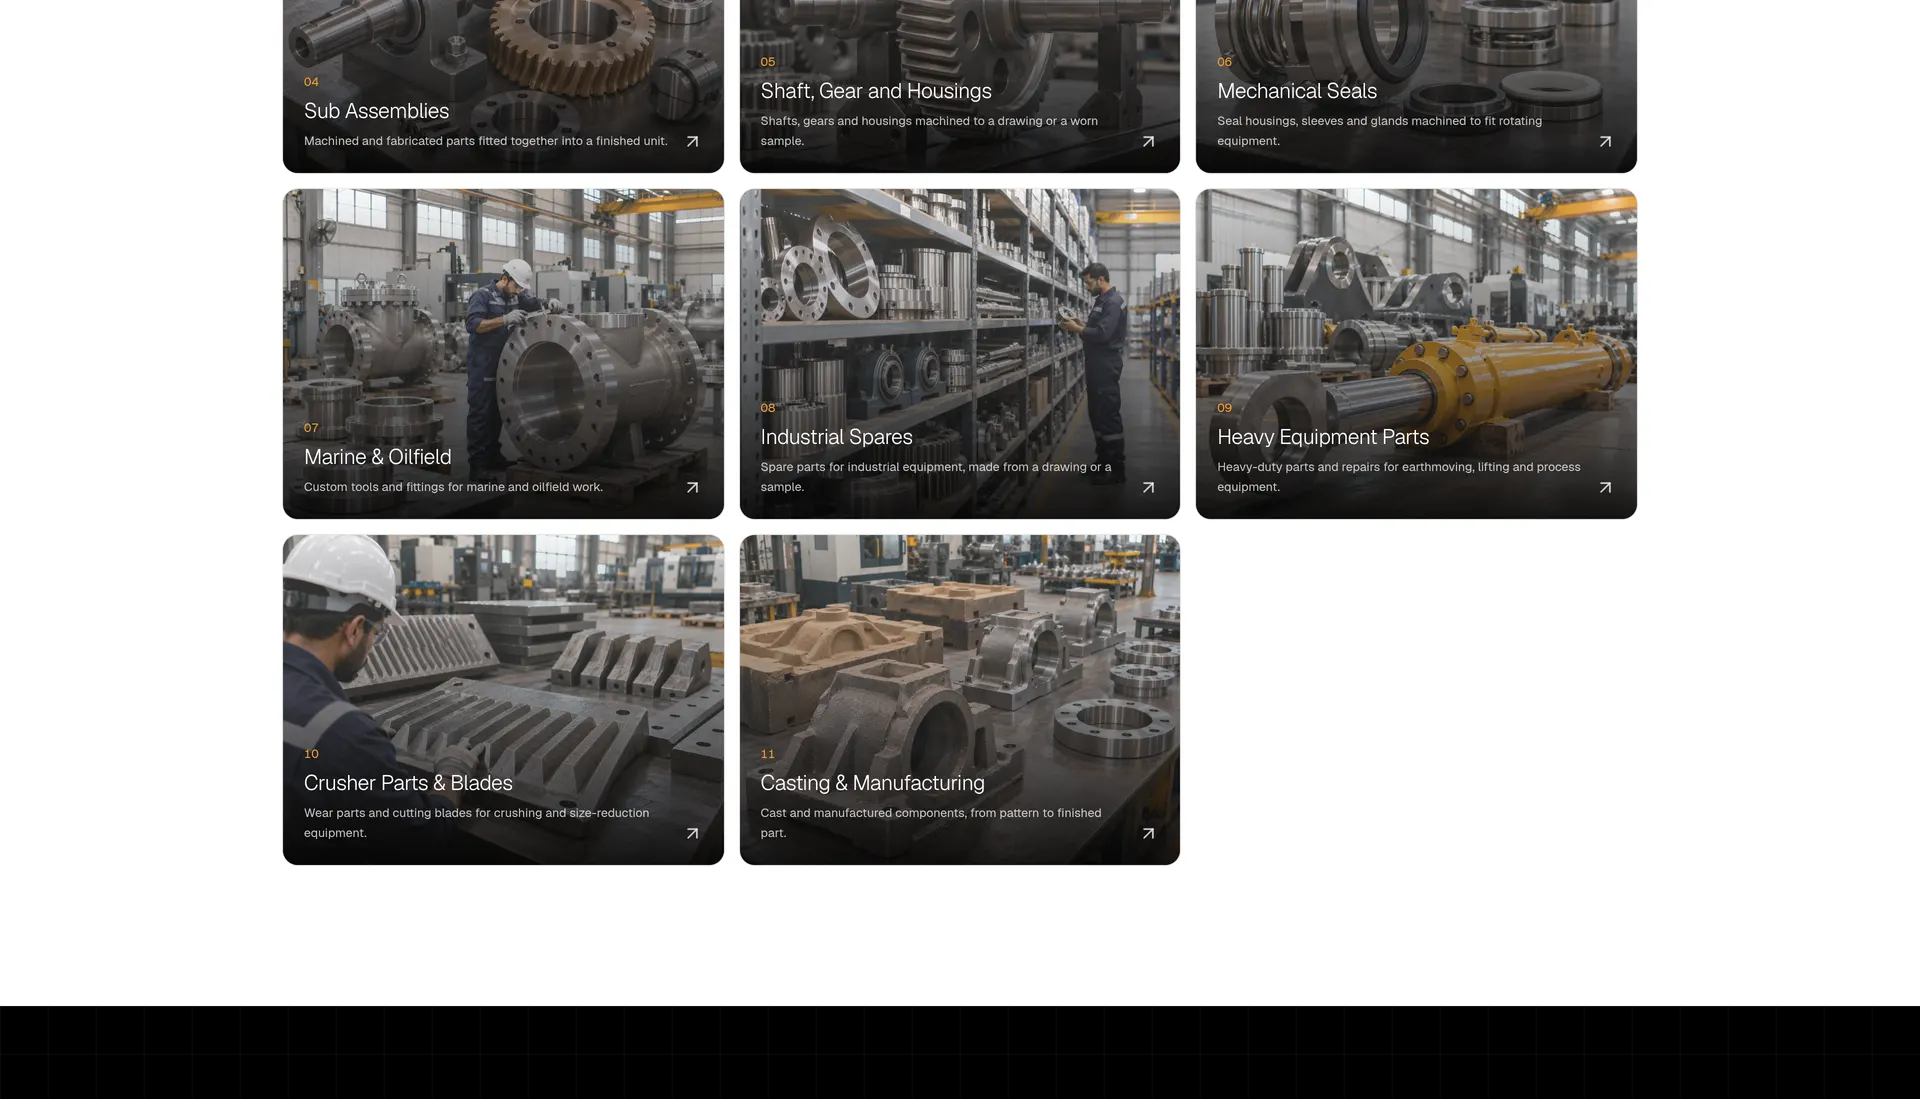 04
Sub Assemblies
Machined and fabricated parts fitted together into a finished unit.
05
Shaft, Gear and Housings
Shafts, gears and housings machined to a drawing or a worn
sample.
06
Mechanical Seals
Seal housings, sleeves and glands machined to fit rotating
equipment.
07
Marine & Oilfield
Custom tools and fittings for marine and oilfield work.
08
Industrial Spares
Spare parts for industrial equipment, made from a drawing or a
sample.
09
Heavy Equipment Parts
Heavy-duty parts and repairs for earthmoving, lifting and process
equipment.
10
Crusher Parts & Blades
Wear parts and cutting blades for crushing and size-reduction
equipment.
11
Casting & Manufacturing
Cast and manufactured components, from pattern to finished
part.